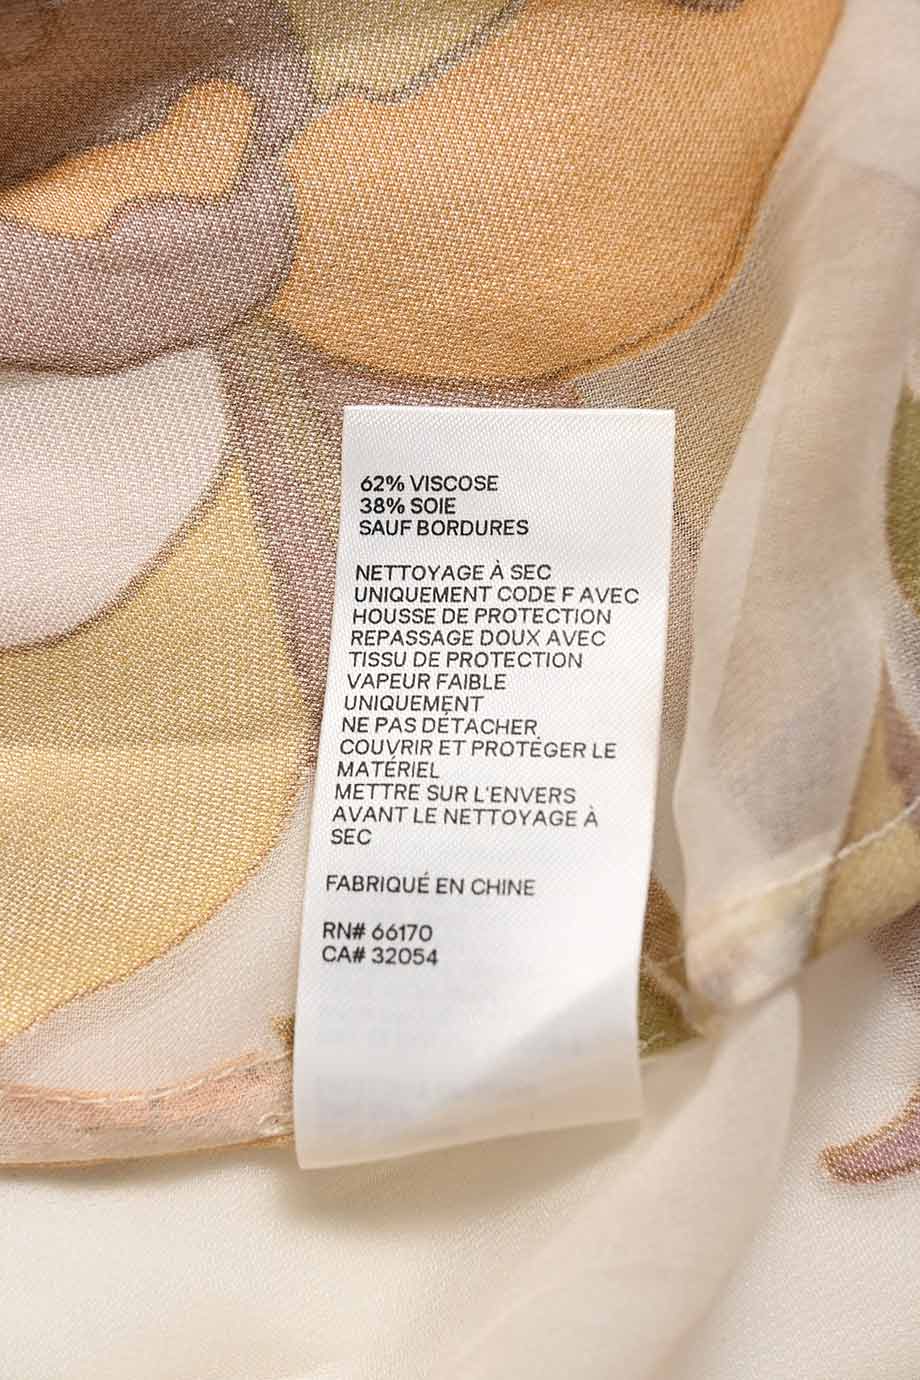 62% VISCOSE
38% SOIE
SAUF BORDURES
NETTOYAGE À SEC
UNIQUEMENT CODE F AVEC
HOUSSE DE PROTECTION
REPASSAGE DOUX AVEC
TISSU DE PROTECTION
VAPEUR FAIBLE
UNIQUEMENT
NE PAS DÉTACHER
COUVRIR ET PROTÉGER LE
MATÉRIEL
METTRE SUR L'ENVERS
AVANT LE NETTOYAGE À
SEC
FABRIQUÉ EN CHINE
RN# 66170
CA# 32054